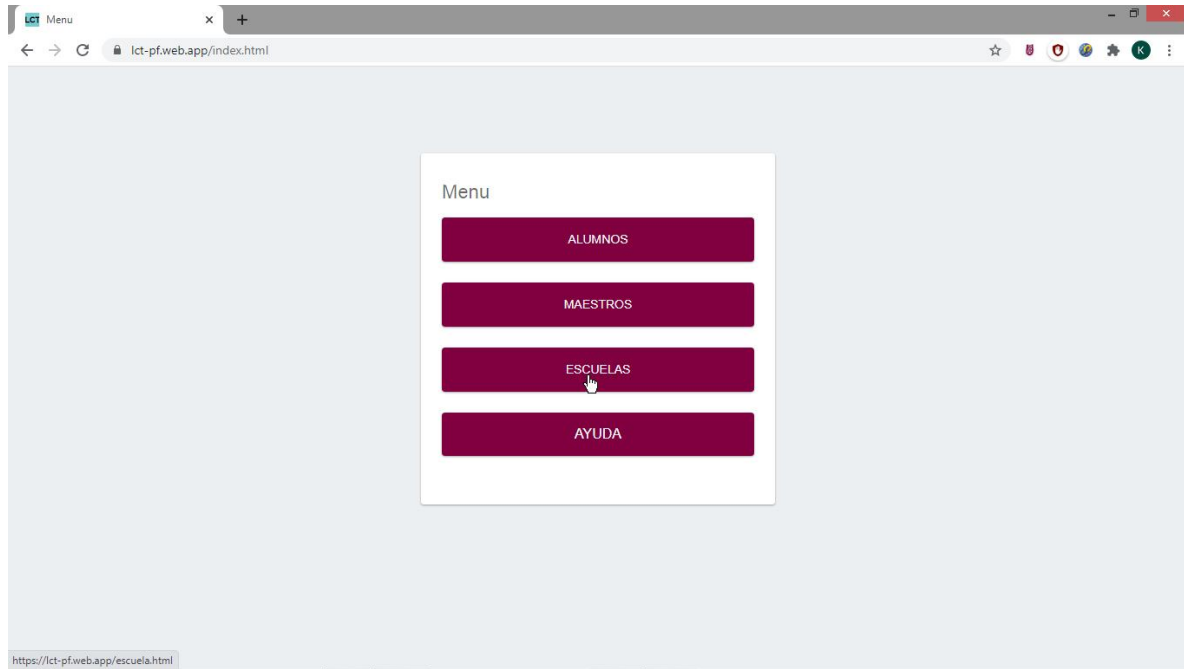 LCT Menu
lct-pf.web.app/index.html
K
Menu
ALUMNOS
MAESTROS
ESCUELAS
AYUDA
https://lct-pf.web.app/escuela.html